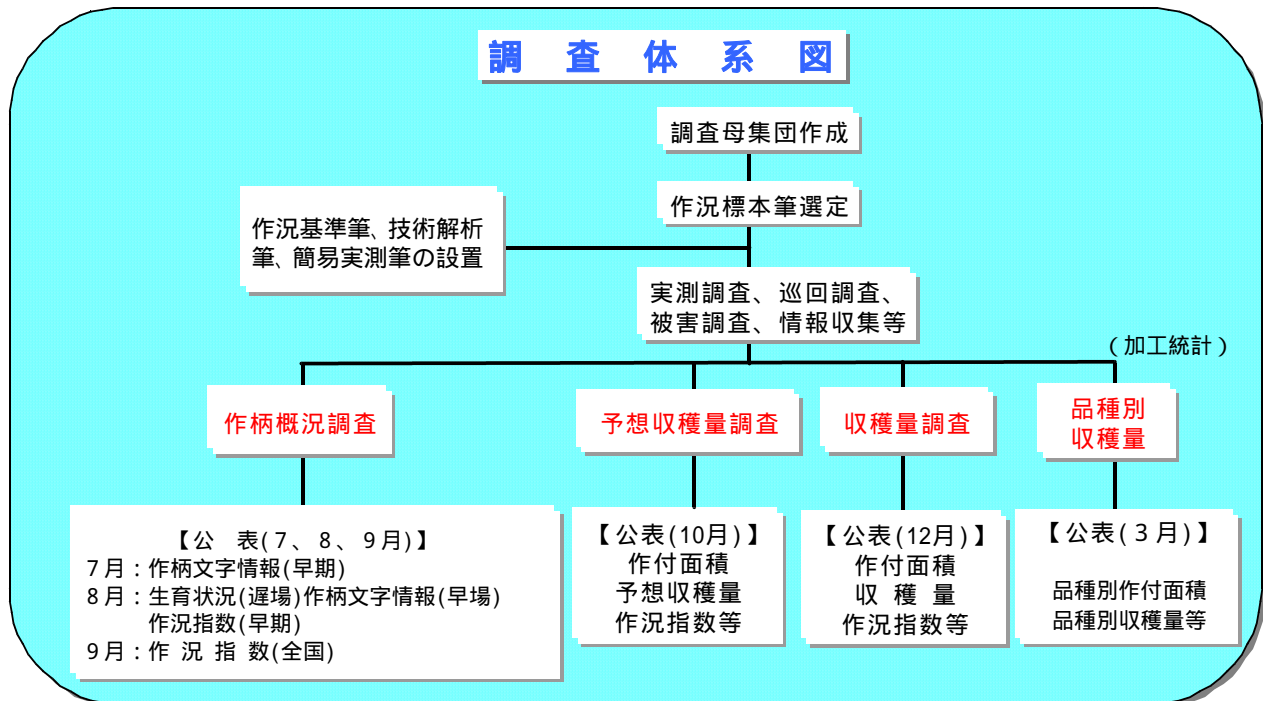 調 査 体 系 図
調査母集団作成
作況標本筆選定
作況基準筆、技術解析
筆、簡易実測筆の設置
実測調査、巡回調査、
被害調査、情報収集等
(加工統計)
作柄概況調査
予想収穫量調査
収穫量調査
品種別
収穫量
【公 表(7、8、9月)】
7月:作柄文字情報(早期)
8月:生育状況(遅場)作柄文字情報(早場)
作況指数(早期)
9月:作 況 指 数(全国)
【公表(10月)】
作付面積
予想収穫量
作況指数等
【公表(12月)】
作付面積
収 穫 量
作況指数等
【公表(3月)】
品種別作付面積
品種別収穫量等